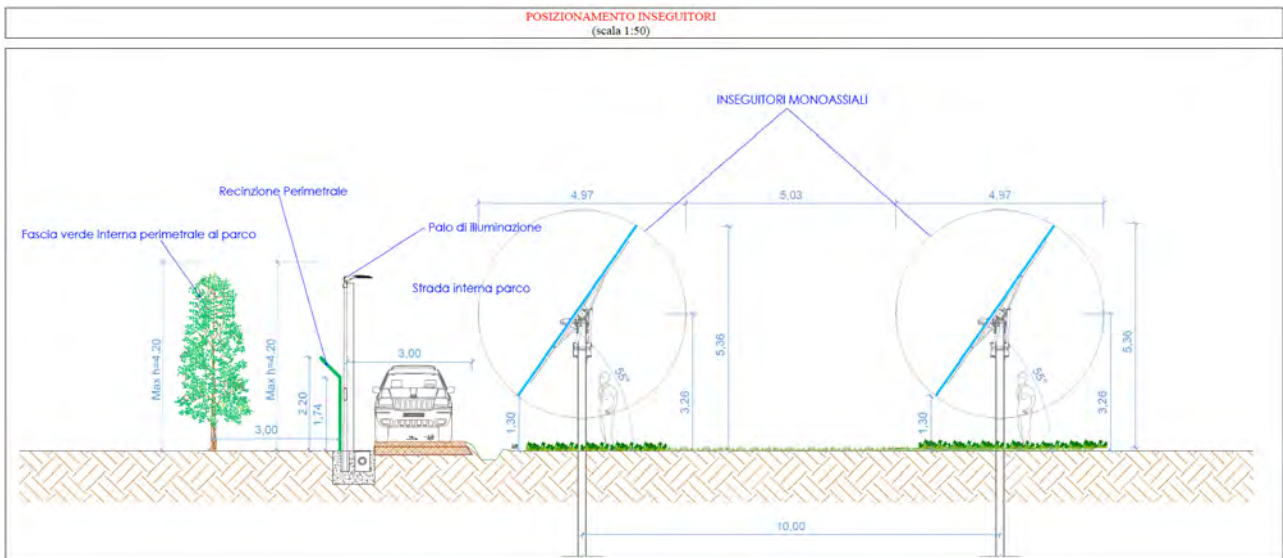 POSIZIONAMENTO INSEGUITORI
(scala 1:50)
INSEGUITORI MONOASSIALI
Recinzione Perimetrale
4,97
5,03
4,97
Fascia verde interna perimetrale al parco
Palo di illuminazione
Strada interna parco
Max h=4.20
Max h=4.20
2,20
1,74
3,00
3,00
1,30
55°
3,26
5,36
1,30
55°
3,26
5,36
10,00